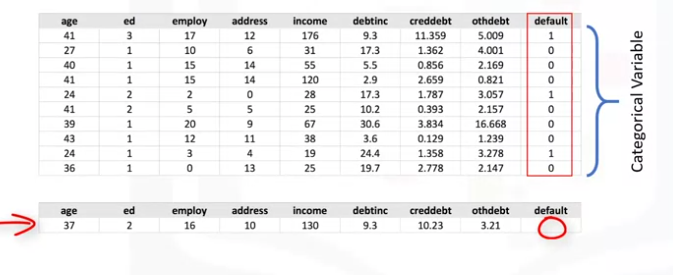 age ed employ address income debtinc creddebt othdebt default
41 3 17 12 176 9.3 11.359 5.009 1
27 1 10 6 31 17.3 1.362 4.001 0
40 1 15 14 55 5.5 0.856 2.169 0
41 1 15 14 120 2.9 2.659 0.821 0
24 2 2 0 28 17.3 1.787 3.057 1
41 2 5 5 25 10.2 0.393 2.157 0
39 1 20 9 67 30.6 3.834 16.668 0
43 1 12 11 38 3.6 0.129 1.239 0
24 1 3 4 19 24.4 1.358 3.278 1
36 1 0 13 25 19.7 2.778 2.147 0
Categorical Variable
age ed employ address income debtinc creddebt othdebt default
37 2 16 10 130 9.3 10.23 3.21